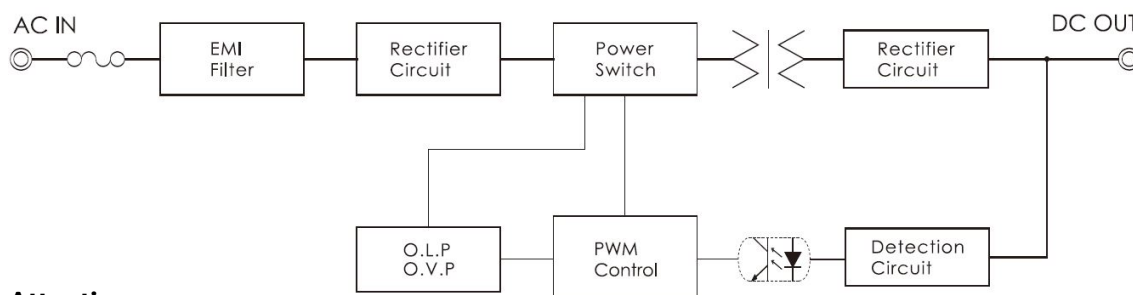 AC IN
EMI
Filter
Rectifier
Circuit
Power
Switch
Rectifier
Circuit
DC OUT
O.L.P
O.V.P
PWM
Control
Detection
Circuit